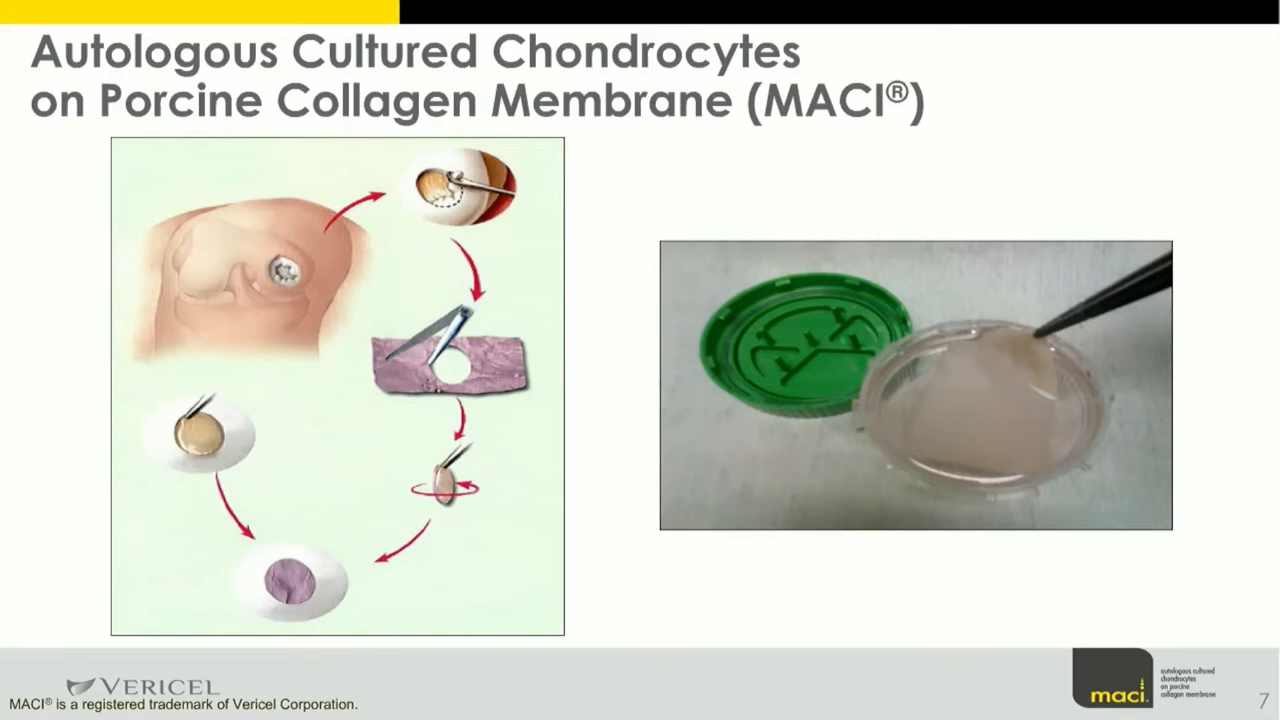 Autologous Cultured Chondrocytes
on Porcine Collagen Membrane (MACI®)
VERICEL
MACI® is a registered trademark of Vericel Corporation.
maci
autologous cultured
chondrocytes
on porcine
collagen membrane
7